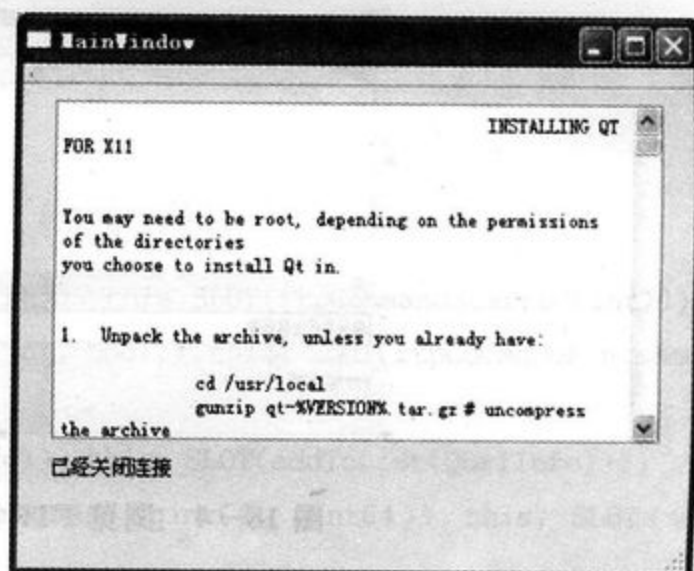 MainWindow
INSTALLING QT
FOR X11
You may need to be root, depending on the permissions
of the directories
you choose to install Qt in.
1. Unpack the archive, unless you already have:
cd /usr/local
gunzip qt-%VERSION%.tar.gz # uncompress
the archive
已经关闭连接